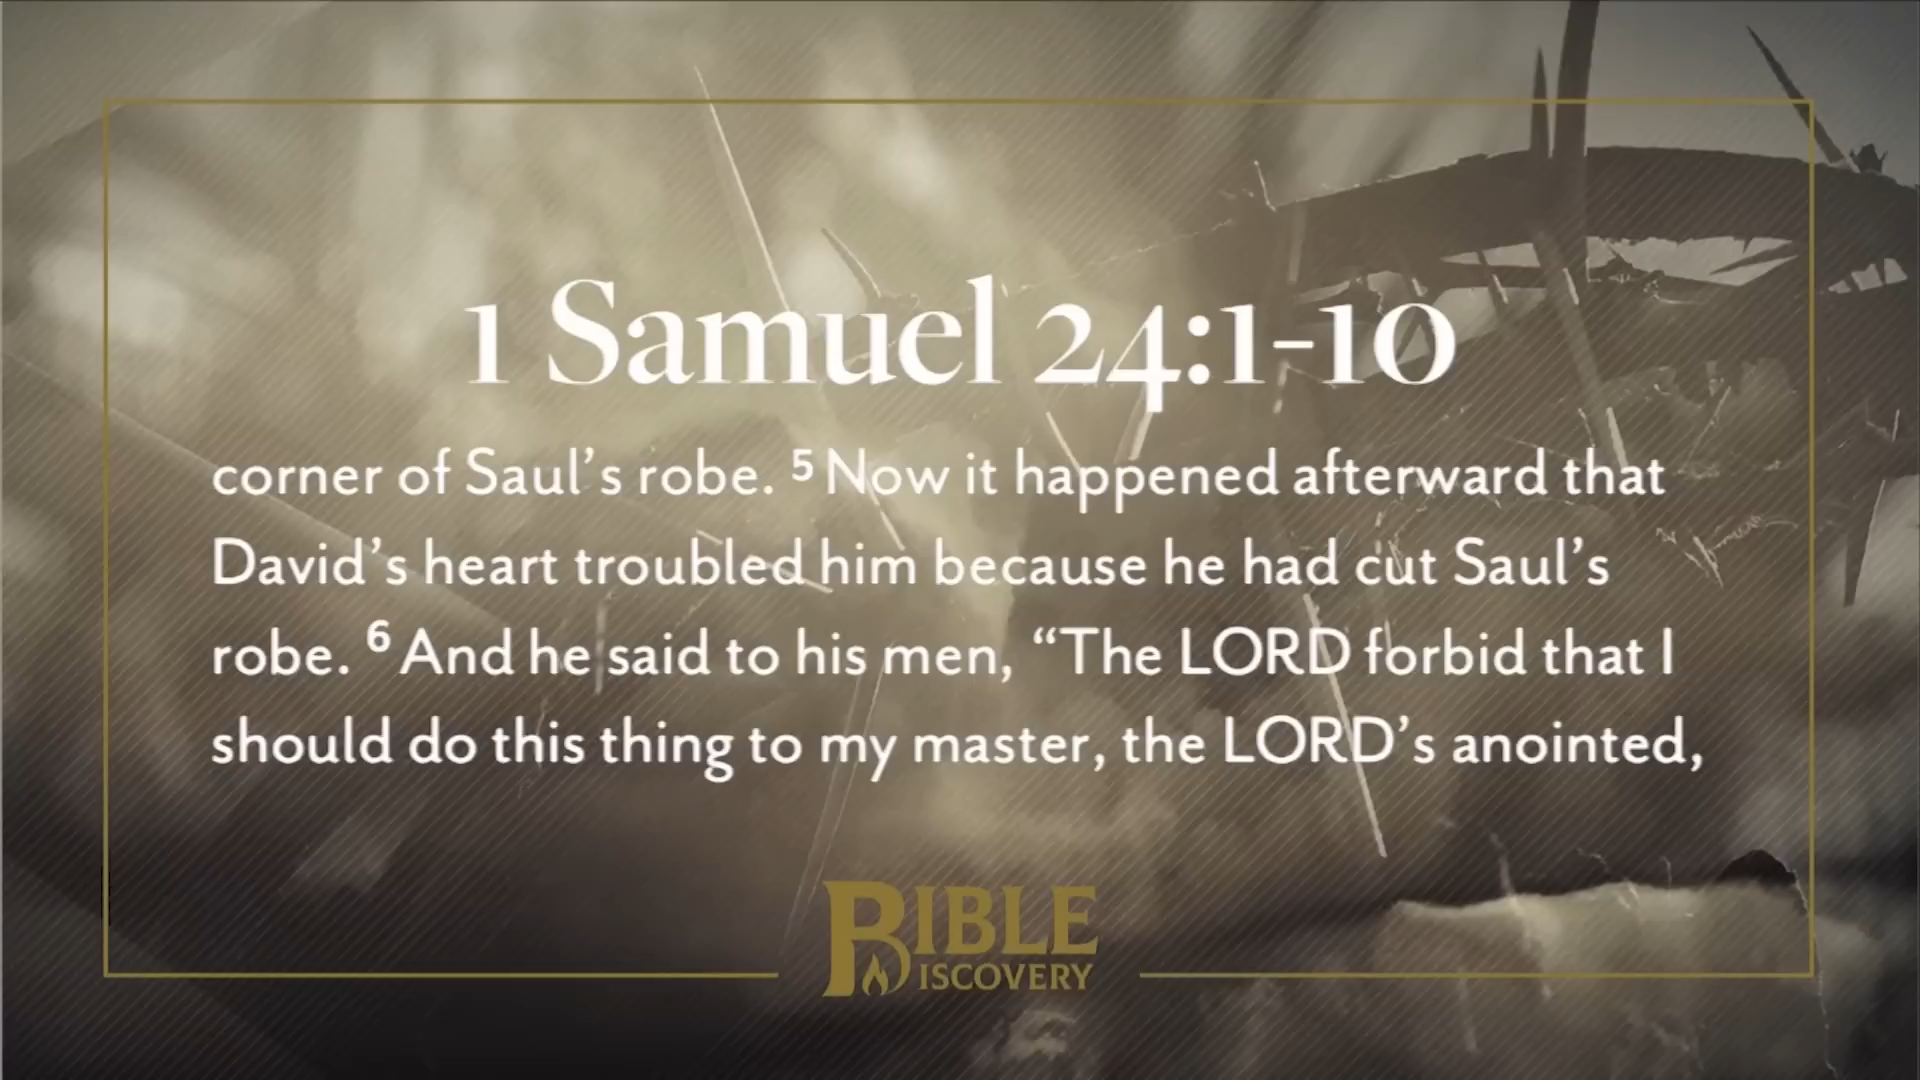 1 Samuel 24:1-10
corner of Saul’s robe. ⁵ Now it happened afterward that
David’s heart troubled him because he had cut Saul’s
robe. ⁶ And he said to his men, “The LORD forbid that I
should do this thing to my master, the LORD’s anointed,
BIBLE
DISCOVERY